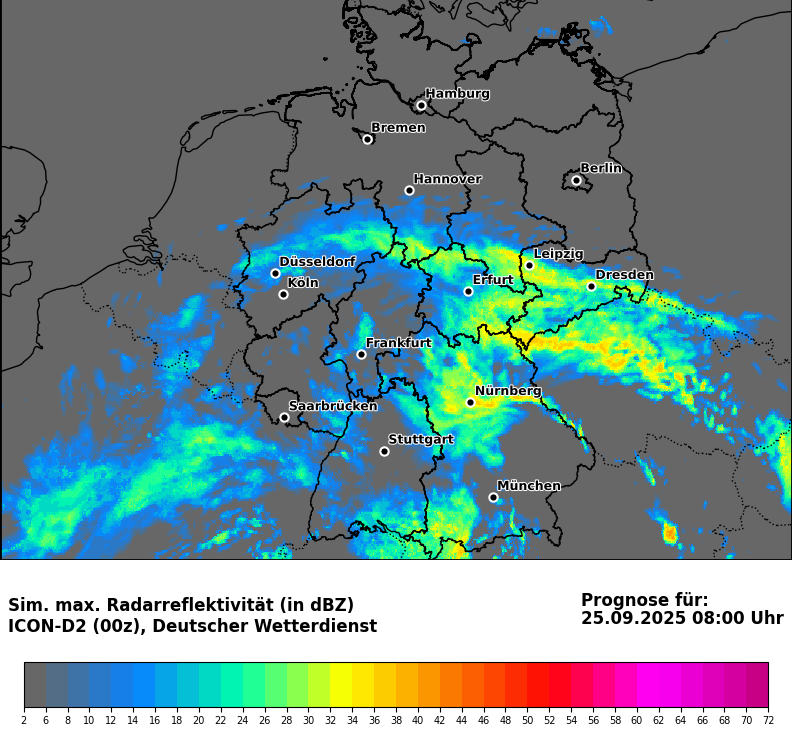 Hamburg
Bremen
Berlin
Hannover
Leipzig
Düsseldorf
Dresden
Köln
Erfurt
Frankfurt
Nürnberg
Saarbrücken
Stuttgart
München
Sim. max. Radarreflektivität (in dBZ)
ICON-D2 (00z), Deutscher Wetterdienst
Prognose für:
25.09.2025 08:00 Uhr
2 6 8 10 12 14 16 18 20 22 24 26 28 30 32 34 36 38 40 42 44 46 48 50 52 54 56 58 60 62 64 66 68 70 72